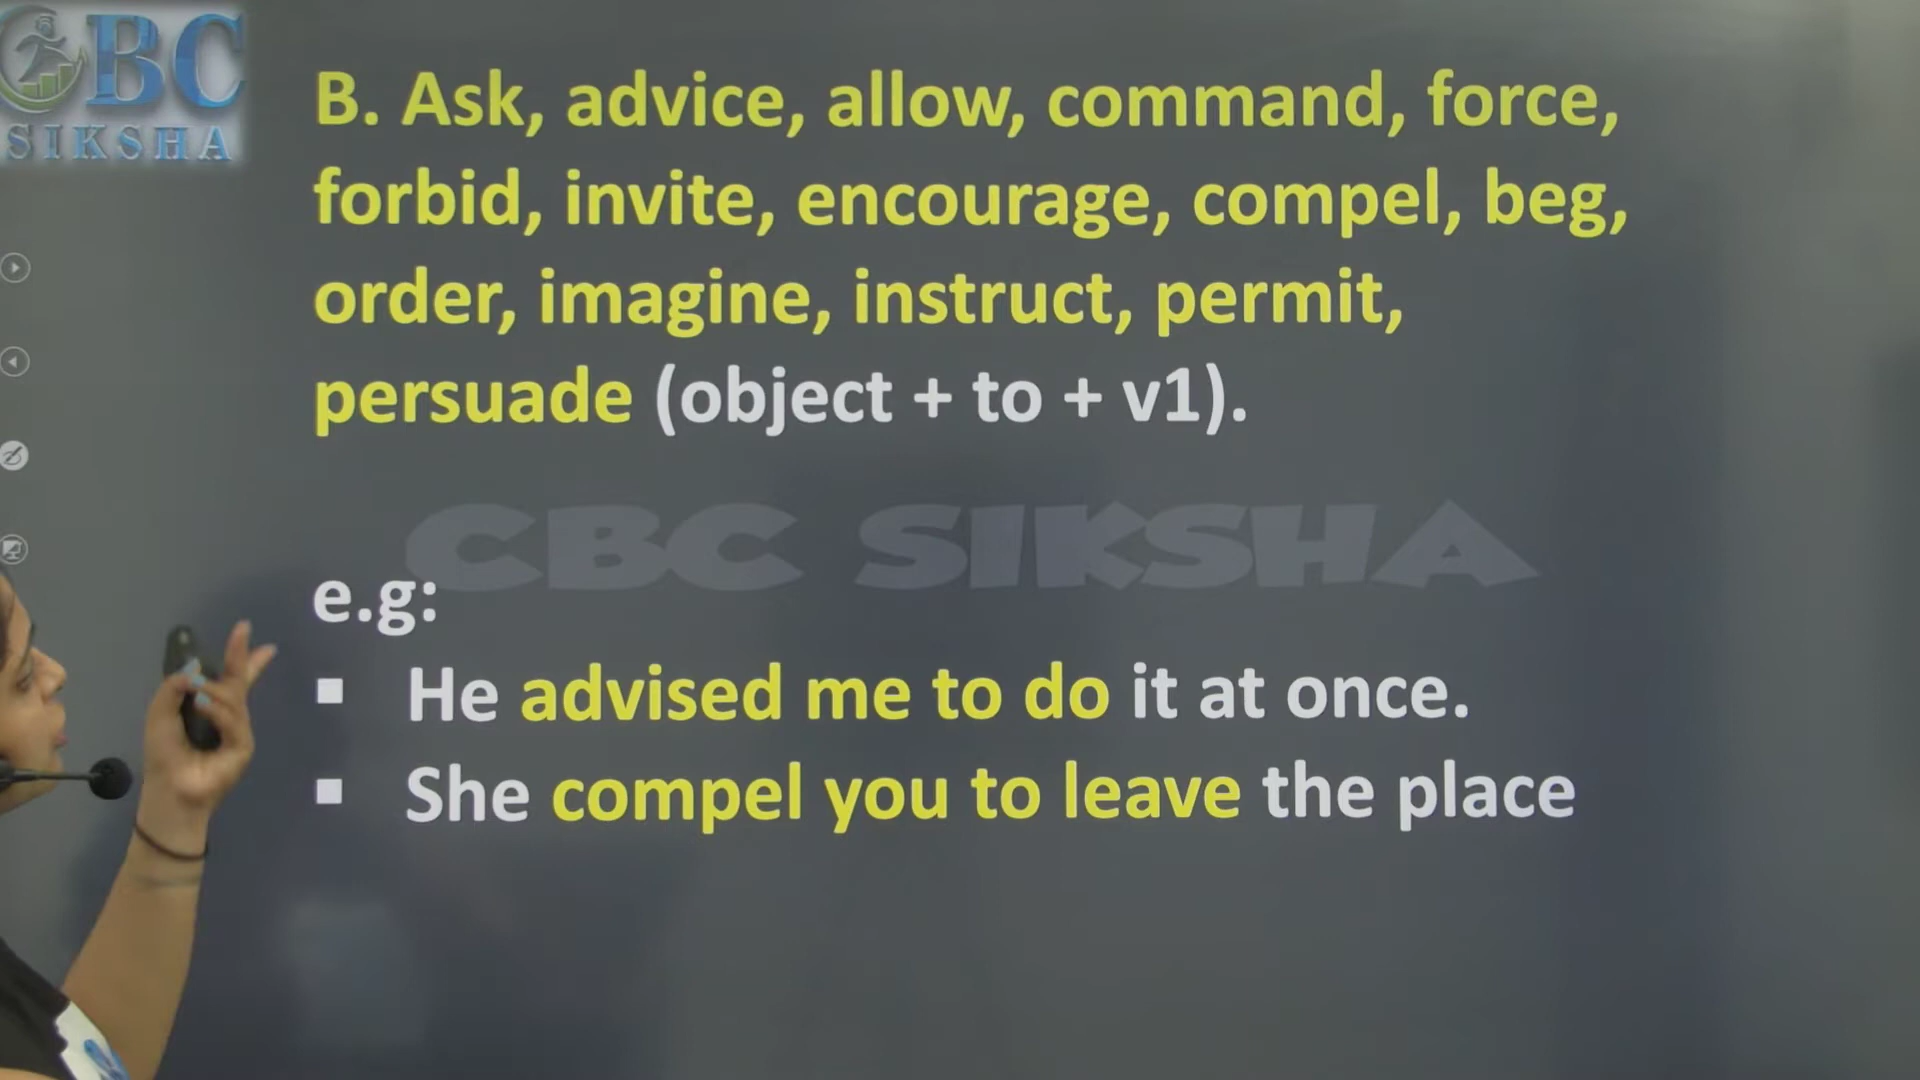 BC
SIKSHA
B. Ask, advice, allow, command, force,
forbid, invite, encourage, compel, beg,
order, imagine, instruct, permit,
persuade (object + to + v1).
CBC SIKSHA
e.g:
▪ He advised me to do it at once.
▪ She compel you to leave the place